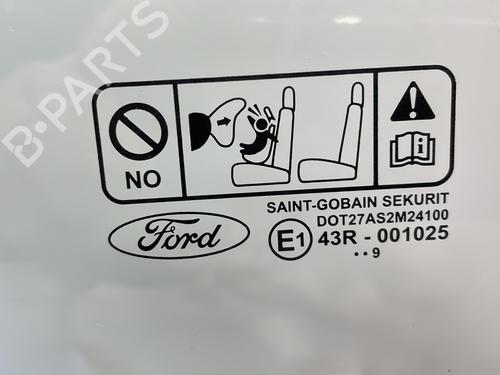 B-PARTS
NO
i
SAINT-GOBAIN SEKURIT
DOT27AS2M24100
Ford
E1 43R - 001025
• • 9